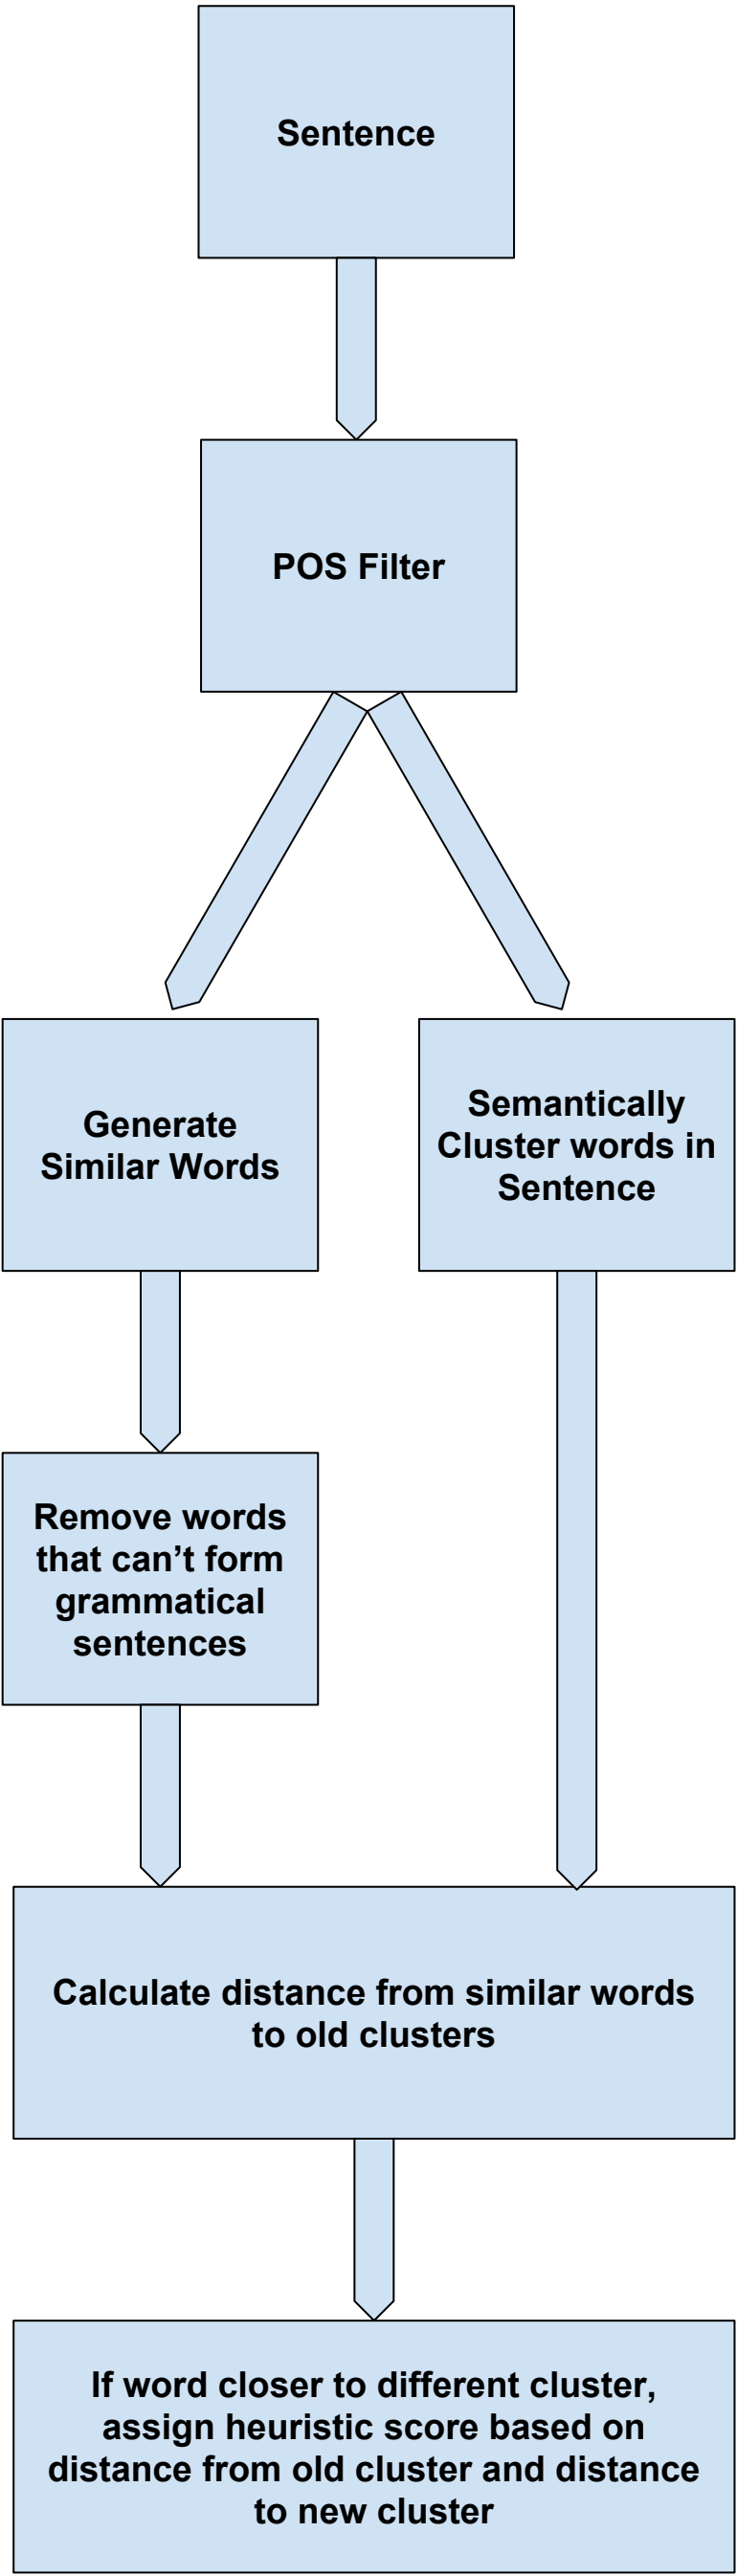 Sentence
POS Filter
Generate
Similar Words
Semantically
Cluster words in
Sentence
Remove words
that can’t form
grammatical
sentences
Calculate distance from similar words
to old clusters
If word closer to different cluster,
assign heuristic score based on
distance from old cluster and distance
to new cluster